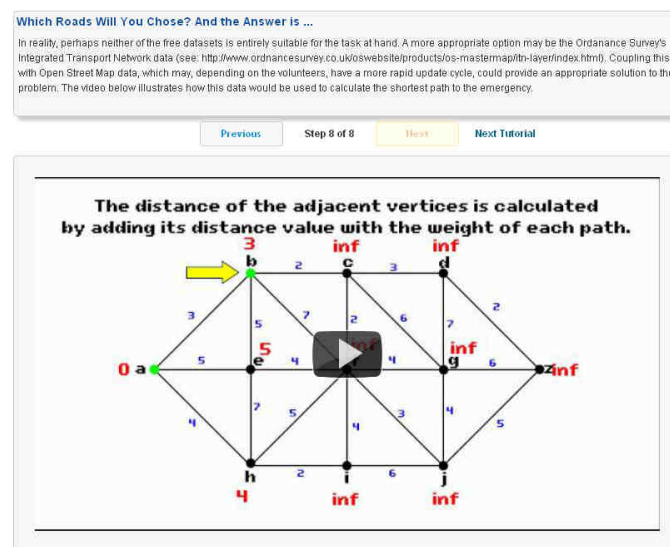 Which Roads Will You Chose? And the Answer is ...
In reality, perhaps neither of the free datasets is entirely suitable for the task at hand. A more appropriate option may be the Ordanance Survey's
Integrated Transport Network data (see: http://www.ordnancesurvey.co.uk/oswebsite/products/os-mastermap/itn-layer/index.html). Coupling this
with Open Street Map data, which may, depending on the volunteers, have a more rapid update cycle, could provide an appropriate solution to the
problem. The video below illustrates how this data would be used to calculate the shortest path to the emergency.
Previous Step 8 of 8 Next Next Tutorial
The distance of the adjacent vertices is calculated
by adding its distance value with the weight of each path.
3 inf inf
b 2 c 3 d
3 5 7 2 6 7 2
5 inf inf
0 a 5 e 4 f 4 g 6 z inf
4 7 5 4 3 4 5
h 2 i 6 j
4 inf inf